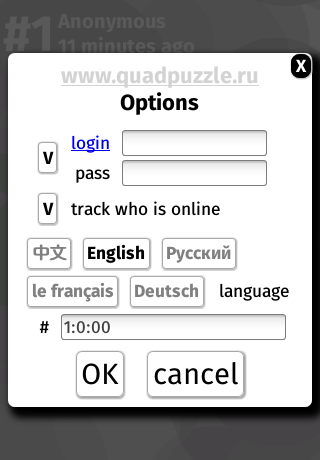 #1 Anonymous
11 minutes ago
X
www.quadpuzzle.ru
Options
V login
pass
V track who is online
中文 English Русский
le français Deutsch language
# 1:0:00
OK cancel